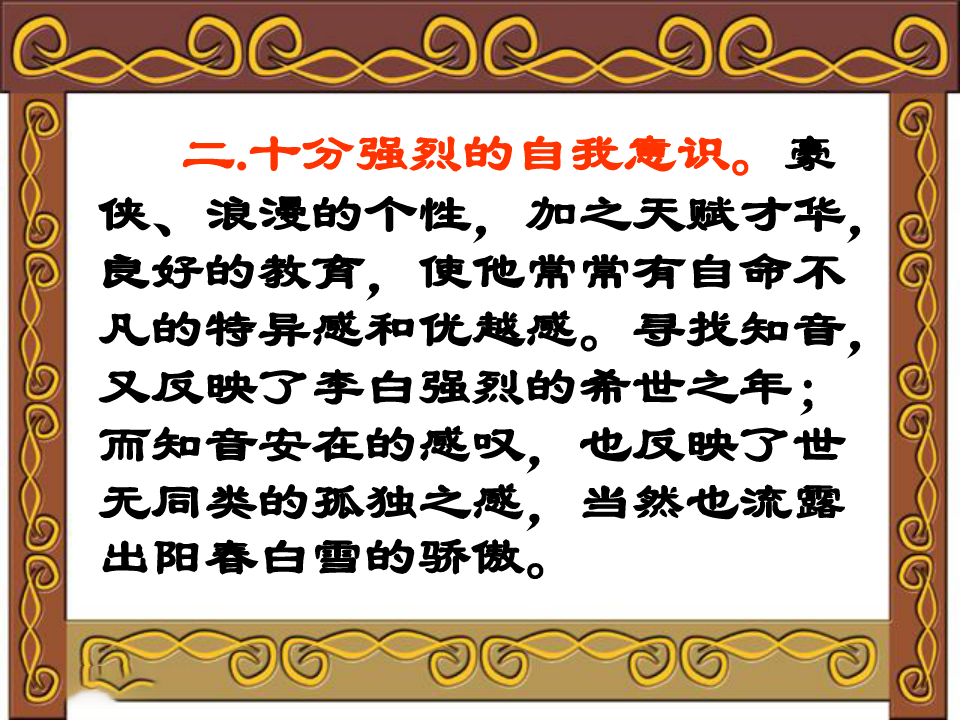 二.十分强烈的自我意识。豪
侠、浪漫的个性，加之天赋才华，
良好的教育，使他常常有自命不
凡的特异感和优越感。寻找知音，
又反映了李白强烈的希世之年；
而知音安在的感叹，也反映了世
无同类的孤独之感，当然也流露
出阳春白雪的骄傲。